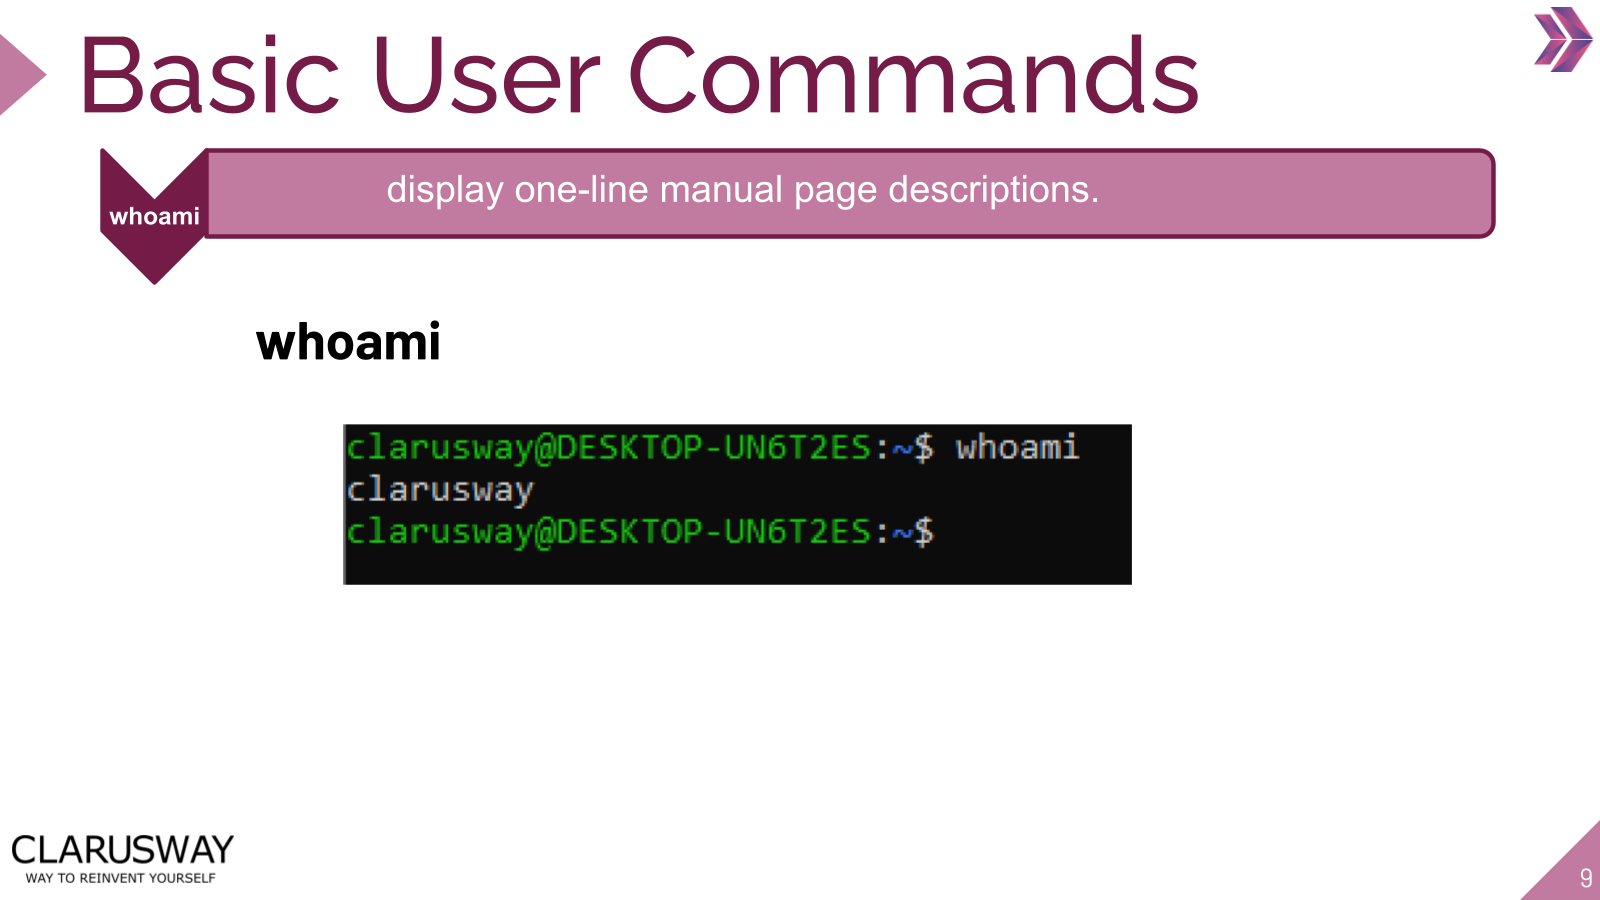 Basic User Commands
whoami
display one-line manual page descriptions.
whoami
clarusway@DESKTOP-UN6T2ES:~$ whoami
clarusway
clarusway@DESKTOP-UN6T2ES:~$
CLARUSWAY
WAY TO REINVENT YOURSELF
9